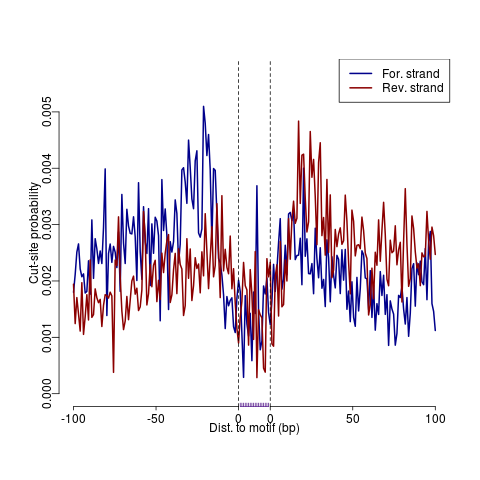 For. strand
Rev. strand
Cut-site probability
0.005
0.004
0.003
0.002
0.001
0.000
-100 -50 0 0 50 100
Dist. to motif (bp)